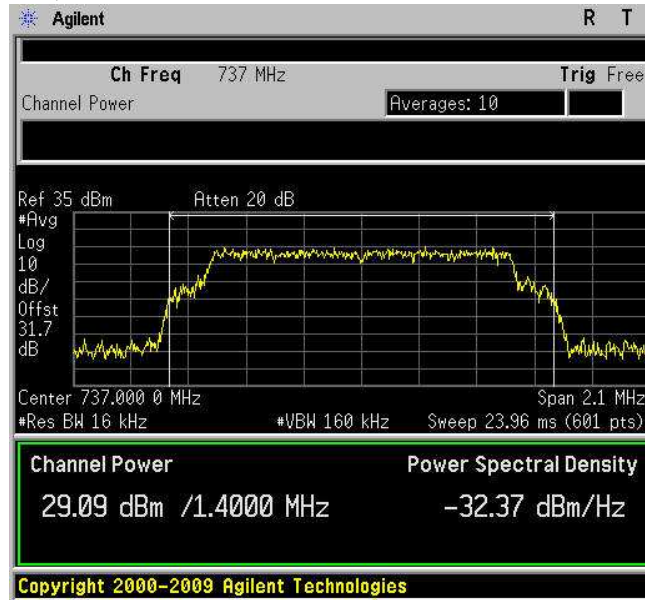 Agilent R T
Ch Freq 737 MHz Trig Free
Channel Power Averages: 10
Ref 35 dBm Atten 20 dB
#Avg
Log
10
dB/
Offst
31.7
dB
Center 737.000 0 MHz Span 2.1 MHz
#Res BW 16 kHz #VBW 160 kHz Sweep 23.96 ms (601 pts)
Channel Power Power Spectral Density
29.09 dBm /1.4000 MHz -32.37 dBm/Hz
Copyright 2000-2009 Agilent Technologies